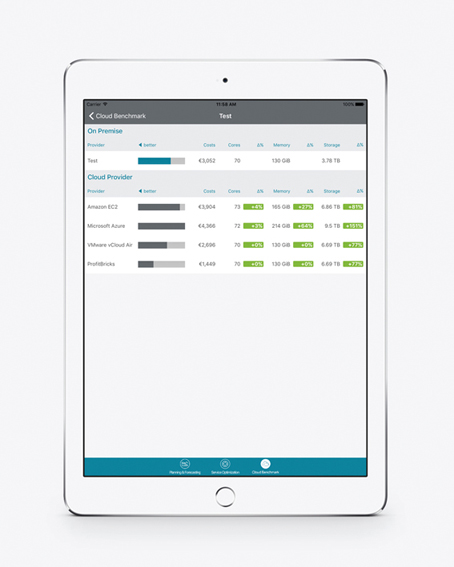 Carrier 11:58 AM 100%
Cloud Benchmark Test
On Premise
Provider ◀ better Costs Cores Δ% Memory Δ% Storage Δ%
Test €3,052 70 130 GiB 3.78 TB
Cloud Provider
Provider ◀ better Costs Cores Δ% Memory Δ% Storage Δ%
Amazon EC2 €3,904 73 +4% 165 GiB +27% 6.86 TB +81%
Microsoft Azure €4,366 72 +3% 214 GiB +64% 9.5 TB +151%
VMware vCloud Air €2,696 70 +0% 130 GiB +0% 6.69 TB +77%
ProfitBricks €1,449 70 +0% 130 GiB +0% 6.69 TB +77%
Planning & Forecasting Service Optimization Cloud Benchmark